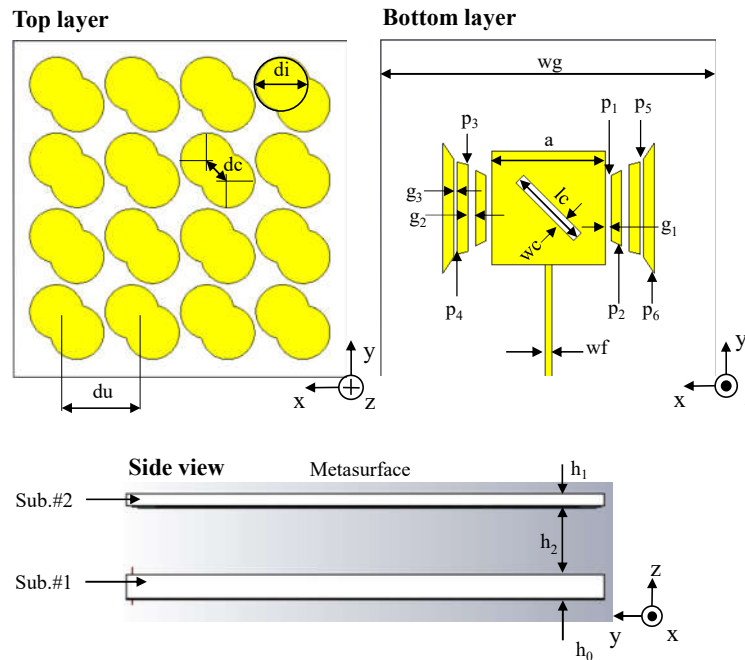 Top layer
di
dc
du
y
x
z
Bottom layer
wg
p1
p5
p3
a
g3
lc
g2
g1
wc
p4
p2
p6
wf
y
x
Side view
Metasurface
h1
Sub.#2
h2
Sub.#1
z
y
x
h0